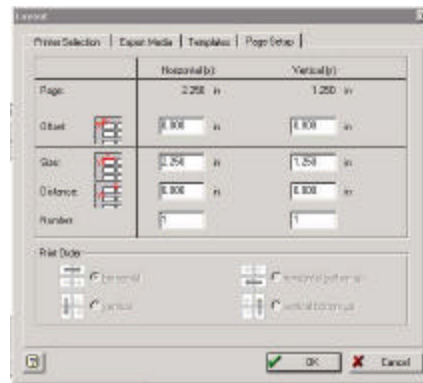 Layout
Printer Selection Export Media Templates Page Setup
Horizontal (x): Vertical (y):
Page: 2.250 in 1.250 in
Offset: 0.000 in 0.000 in
Size: 2.250 in 1.250 in
Distance: 0.000 in 0.000 in
Number: 1 1
Print Order
horizontal horizontal bottom up
vertical vertical bottom up
OK Cancel